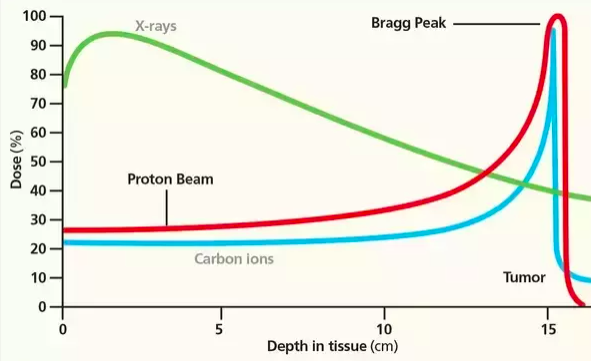 X-rays
Bragg Peak
Proton Beam
Carbon ions
Tumor
Dose (%)
100
90
80
70
60
50
40
30
20
10
0
0
5
10
15
Depth in tissue (cm)